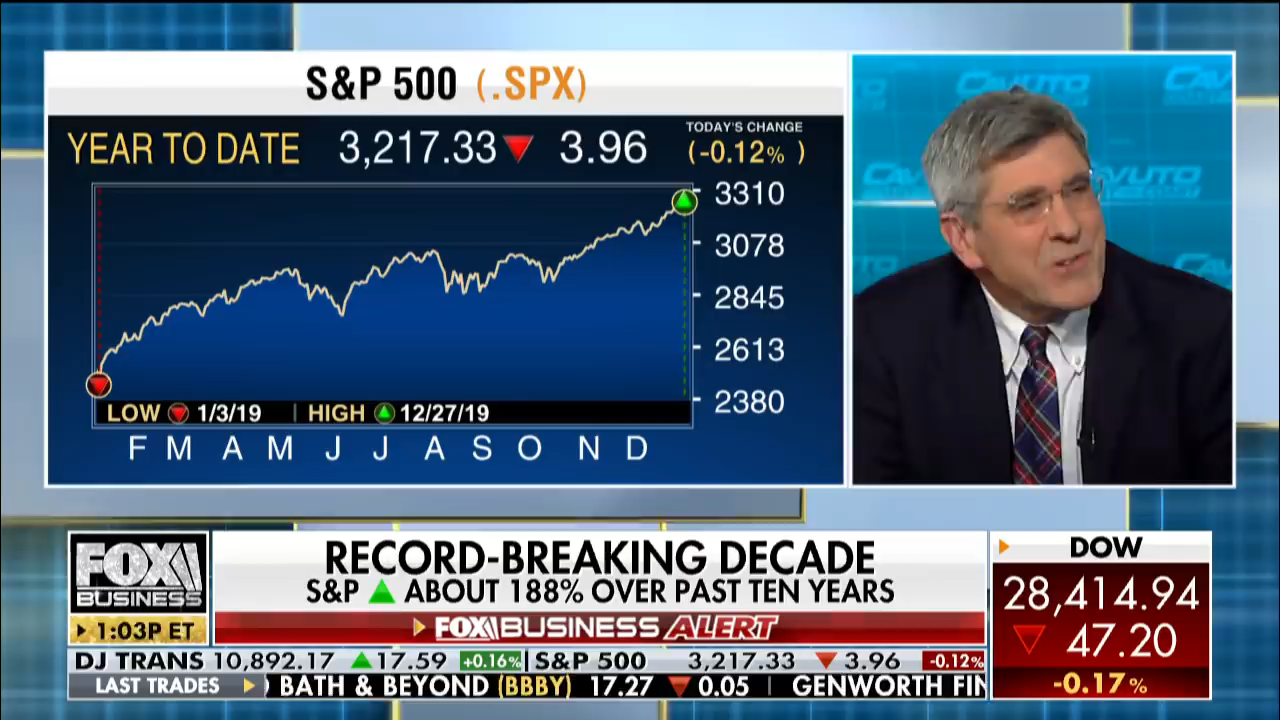 S&P 500 (.SPX)
YEAR TO DATE 3,217.33 3.96 TODAY'S CHANGE (-0.12% )
3310
3078
2845
2613
2380
LOW 1/3/19 | HIGH 12/27/19
F M A M J J A S O N D
CAVUTO
CAVUTO
FOX BUSINESS
1:03P ET
RECORD-BREAKING DECADE
S&P ABOUT 188% OVER PAST TEN YEARS
FOX BUSINESS ALERT
DOW
28,414.94
47.20
-0.17%
DJ TRANS 10,892.17 17.59 +0.16% S&P 500 3,217.33 3.96 -0.12%
LAST TRADES BATH & BEYOND (BBBY) 17.27 0.05 | GENWORTH FIN